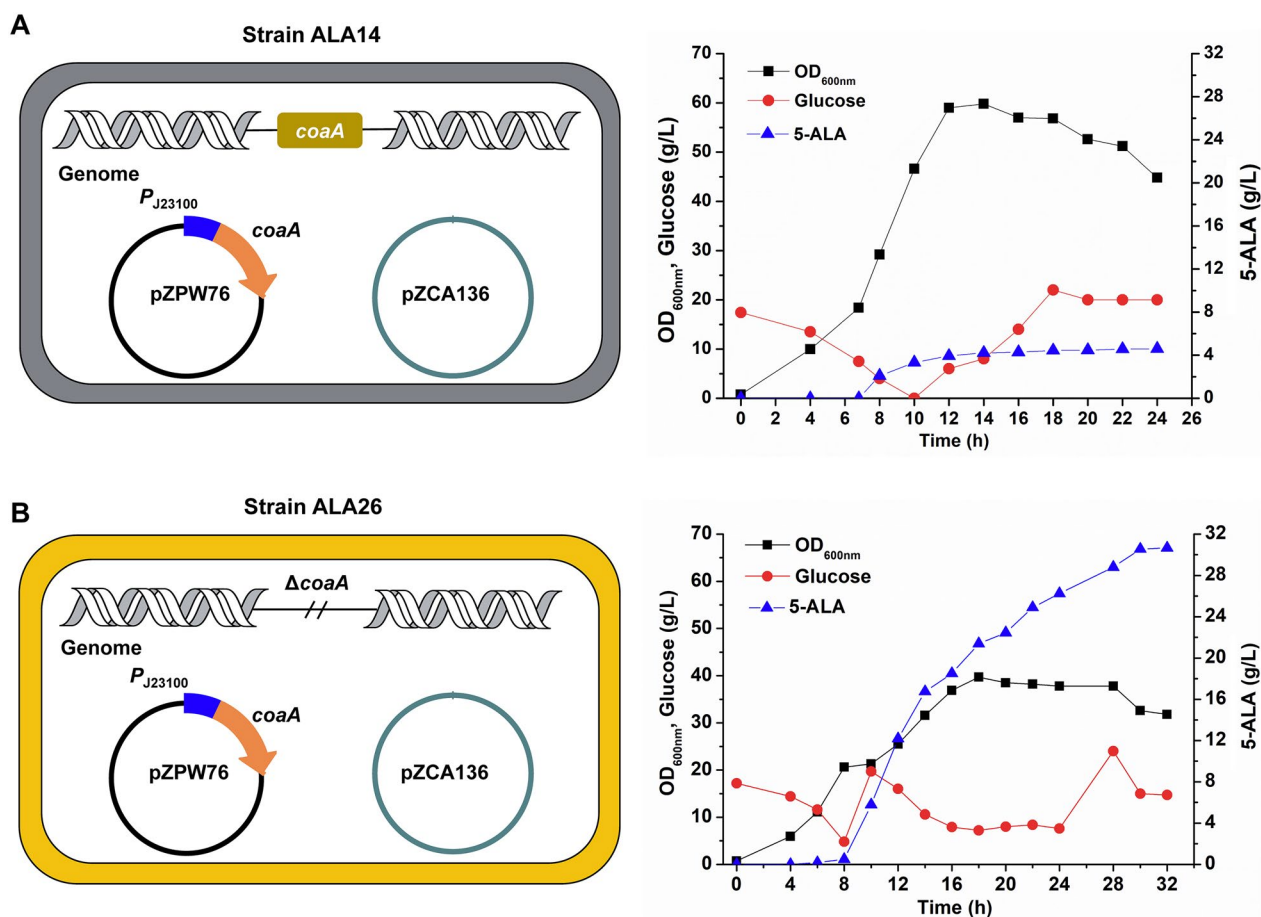 A
Strain ALA14
coaA
Genome
PJ23100
coaA
pZPW76
pZCA136
OD600nm
Glucose
5-ALA
OD600nm, Glucose (g/L)
70
60
50
40
30
20
10
0
32
28
24
20
16
12
8
4
0
5-ALA (g/L)
0 2 4 6 8 10 12 14 16 18 20 22 24 26
Time (h)
B
Strain ALA26
ΔcoaA
Genome
PJ23100
coaA
pZPW76
pZCA136
OD600nm
Glucose
5-ALA
OD600nm, Glucose (g/L)
70
60
50
40
30
20
10
0
32
28
24
20
16
12
8
4
0
5-ALA (g/L)
0 4 8 12 16 20 24 28 32
Time (h)